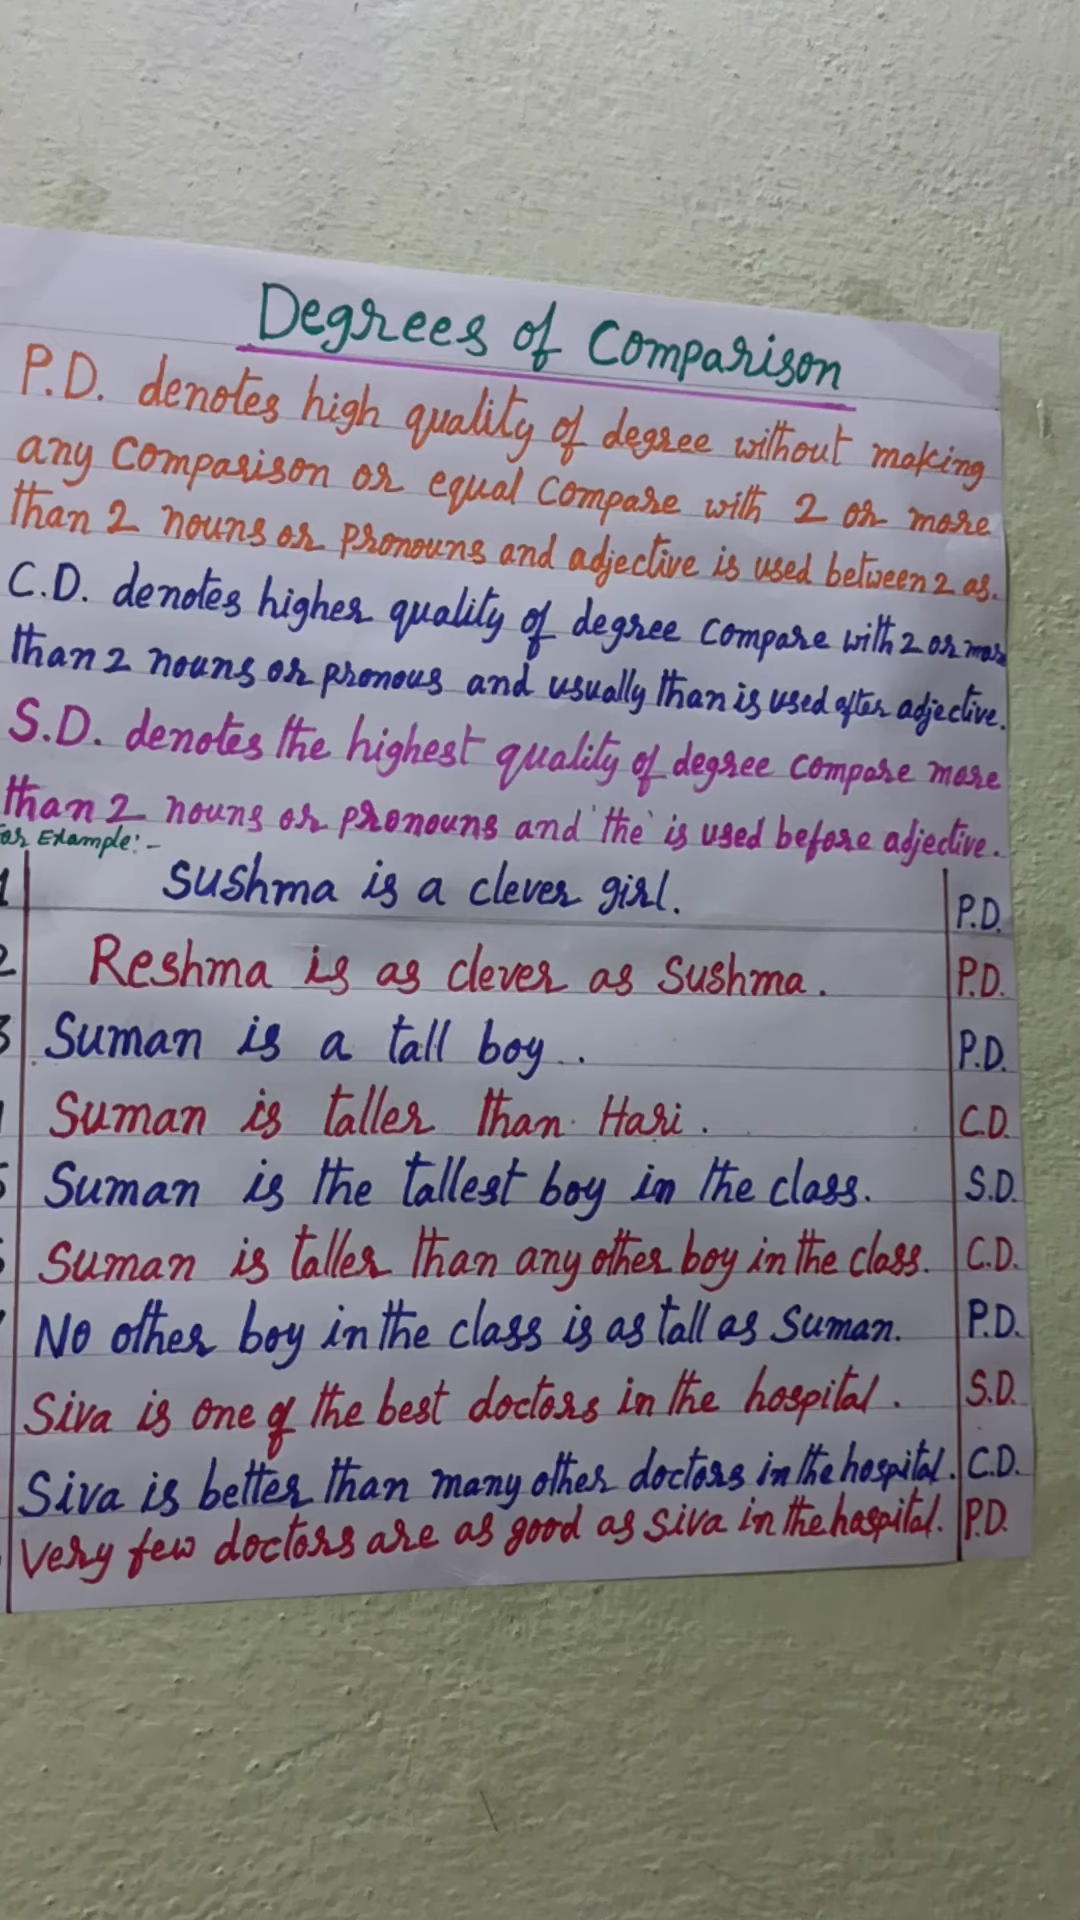 Degrees of Comparison
P.D. denotes high quality of degree without making
any Comparison or equal Compare with 2 or more
than 2 nouns or pronouns and adjective is used between 2 as.
C.D. denotes higher quality of degree compare with 2 or more
than 2 nouns or pronous and usually than is used after adjective.
S.D. denotes the highest quality of degree compare more
than 2 nouns or pronouns and 'the' is used before adjective.
For Example:-
1 Sushma is a clever girl. P.D.
2 Reshma is as clever as Sushma. P.D.
3 Suman is a tall boy. P.D.
Suman is taller than Hari. C.D.
5 Suman is the tallest boy in the class. S.D.
Suman is taller than any other boy in the class. C.D.
No other boy in the class is as tall as Suman. P.D.
Siva is one of the best doctors in the hospital. S.D.
Siva is better than many other doctors in the hospital. C.D.
Very few doctors are as good as Siva in the hospital. P.D.